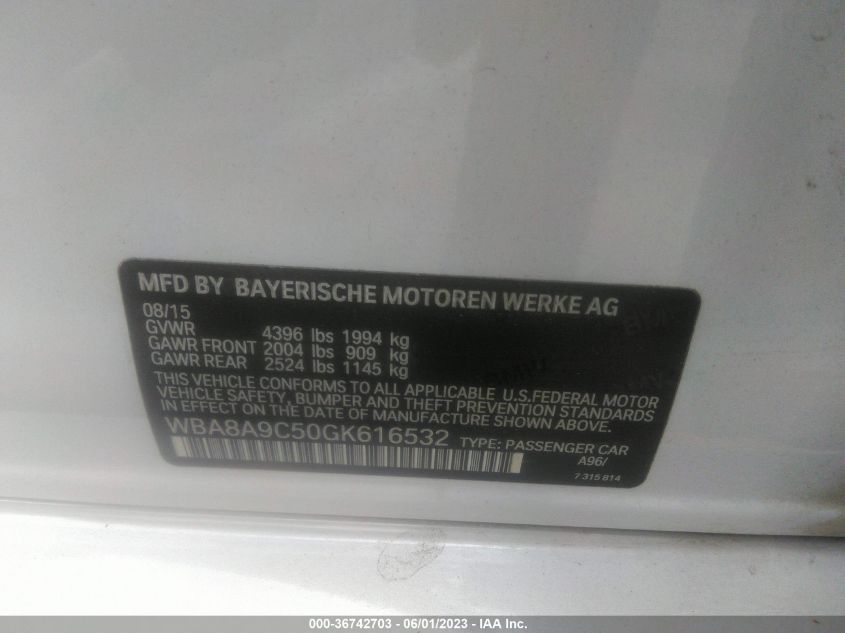 MFD BY BAYERISCHE MOTOREN WERKE AG
08/15
GVWR 4396 lbs 1994 kg
GAWR FRONT 2004 lbs 909 kg
GAWR REAR 2524 lbs 1145 kg
THIS VEHICLE CONFORMS TO ALL APPLICABLE U.S.FEDERAL MOTOR
VEHICLE SAFETY, BUMPER AND THEFT PREVENTION STANDARDS
IN EFFECT ON THE DATE OF MANUFACTURE SHOWN ABOVE.
WBA8A9C50GK616532 TYPE: PASSENGER CAR
A96/
7 315 814
000-36742703 - 06/01/2023 - IAA Inc.